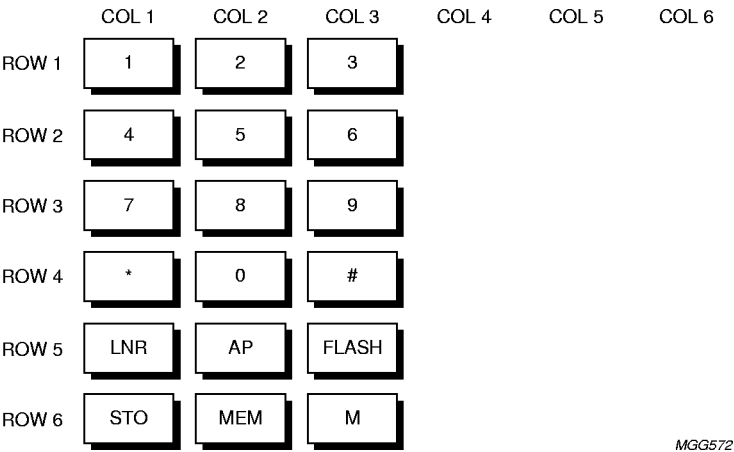 COL 1 COL 2 COL 3 COL 4 COL 5 COL 6
ROW 1 1 2 3
ROW 2 4 5 6
ROW 3 7 8 9
ROW 4 * 0 #
ROW 5 LNR AP FLASH
ROW 6 STO MEM M
MGG572